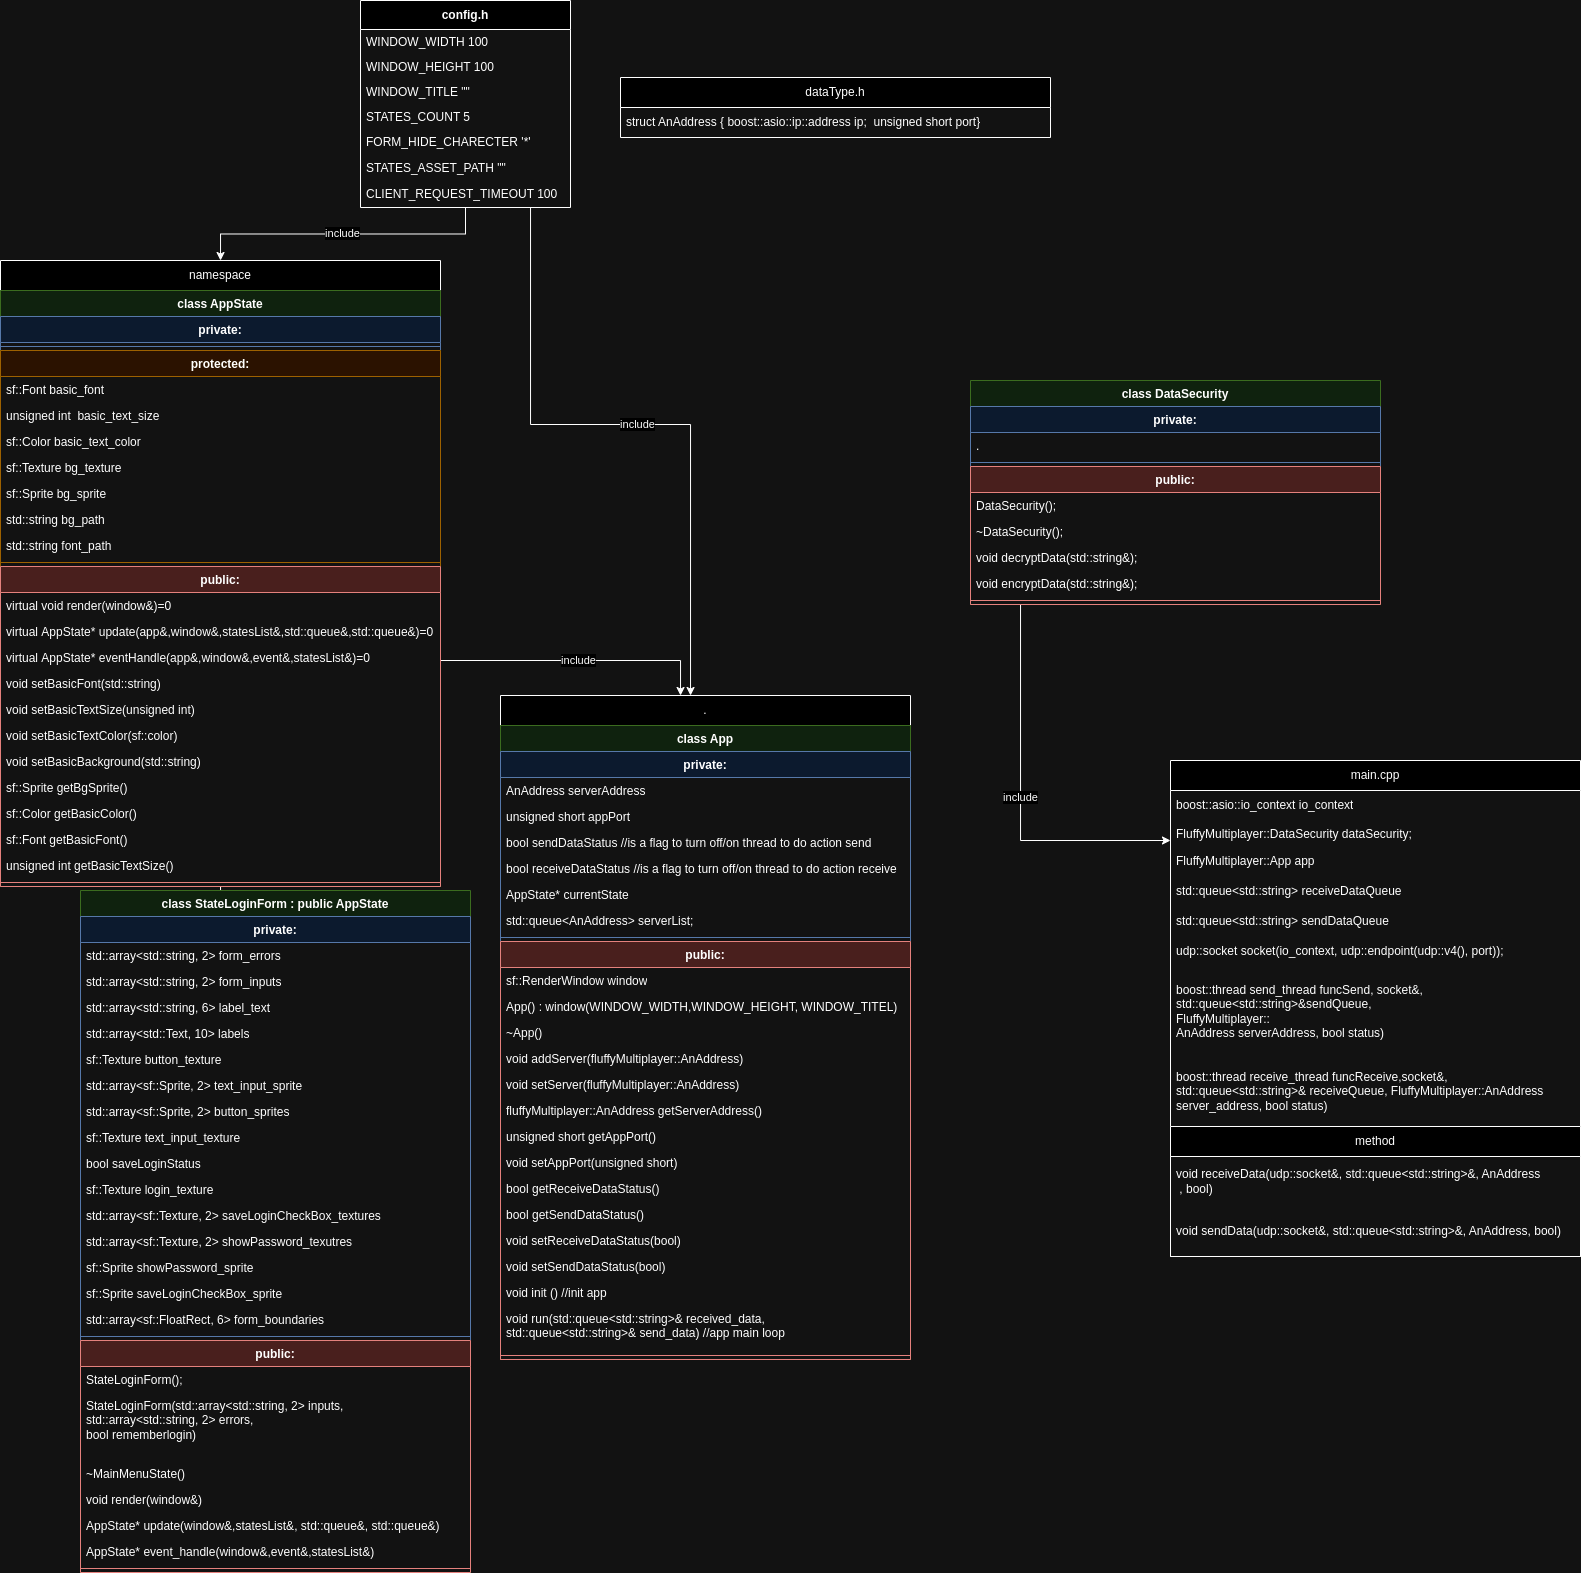 config.h
WINDOW_WIDTH 100
WINDOW_HEIGHT 100
WINDOW_TITLE ""
STATES_COUNT 5
FORM_HIDE_CHARECTER '*'
STATES_ASSET_PATH ""
CLIENT_REQUEST_TIMEOUT 100
dataType.h
struct AnAddress { boost::asio::ip::address ip;  unsigned short port}
include
namespace
class AppState
private:
protected:
sf::Font basic_font
unsigned int  basic_text_size
sf::Color basic_text_color
sf::Texture bg_texture
sf::Sprite bg_sprite
std::string bg_path
std::string font_path
public:
virtual void render(window&)=0
virtual AppState* update(app&,window&,statesList&,std::queue&,std::queue&)=0
virtual AppState* eventHandle(app&,window&,event&,statesList&)=0
void setBasicFont(std::string)
void setBasicTextSize(unsigned int)
void setBasicTextColor(sf::color)
void setBasicBackground(std::string)
sf::Sprite getBgSprite()
sf::Color getBasicColor()
sf::Font getBasicFont()
unsigned int getBasicTextSize()
include
include
class DataSecurity
private:
.
public:
DataSecurity();
~DataSecurity();
void decryptData(std::string&);
void encryptData(std::string&);
include
class StateLoginForm : public AppState
private:
std::array<std::string, 2> form_errors
std::array<std::string, 2> form_inputs
std::array<std::string, 6> label_text
std::array<std::Text, 10> labels
sf::Texture button_texture
std::array<sf::Sprite, 2> text_input_sprite
std::array<sf::Sprite, 2> button_sprites
sf::Texture text_input_texture
bool saveLoginStatus
sf::Texture login_texture
std::array<sf::Texture, 2> saveLoginCheckBox_textures
std::array<sf::Texture, 2> showPassword_texutres
sf::Sprite showPassword_sprite
sf::Sprite saveLoginCheckBox_sprite
std::array<sf::FloatRect, 6> form_boundaries
public:
StateLoginForm();
StateLoginForm(std::array<std::string, 2> inputs,
std::array<std::string, 2> errors,
bool rememberlogin)
~MainMenuState()
void render(window&)
AppState* update(window&,statesList&, std::queue&, std::queue&)
AppState* event_handle(window&,event&,statesList&)
.
class App
private:
AnAddress serverAddress
unsigned short appPort
bool sendDataStatus //is a flag to turn off/on thread to do action send
bool receiveDataStatus //is a flag to turn off/on thread to do action receive
AppState* currentState
std::queue<AnAddress> serverList;
public:
sf::RenderWindow window
App() : window(WINDOW_WIDTH,WINDOW_HEIGHT, WINDOW_TITEL)
~App()
void addServer(fluffyMultiplayer::AnAddress)
void setServer(fluffyMultiplayer::AnAddress)
fluffyMultiplayer::AnAddress getServerAddress()
unsigned short getAppPort()
void setAppPort(unsigned short)
bool getReceiveDataStatus()
bool getSendDataStatus()
void setReceiveDataStatus(bool)
void setSendDataStatus(bool)
void init () //init app
void run(std::queue<std::string>& received_data,
std::queue<std::string>& send_data) //app main loop
main.cpp
boost::asio::io_context io_context
FluffyMultiplayer::DataSecurity dataSecurity;
FluffyMultiplayer::App app
std::queue<std::string> receiveDataQueue
std::queue<std::string> sendDataQueue
udp::socket socket(io_context, udp::endpoint(udp::v4(), port));
boost::thread send_thread funcSend, socket&,
std::queue<std::string>&sendQueue,
FluffyMultiplayer::
AnAddress serverAddress, bool status)
boost::thread receive_thread funcReceive,socket&,
std::queue<std::string>& receiveQueue, FluffyMultiplayer::AnAddress
server_address, bool status)
method
void receiveData(udp::socket&, std::queue<std::string>&, AnAddress
, bool)
void sendData(udp::socket&, std::queue<std::string>&, AnAddress, bool)